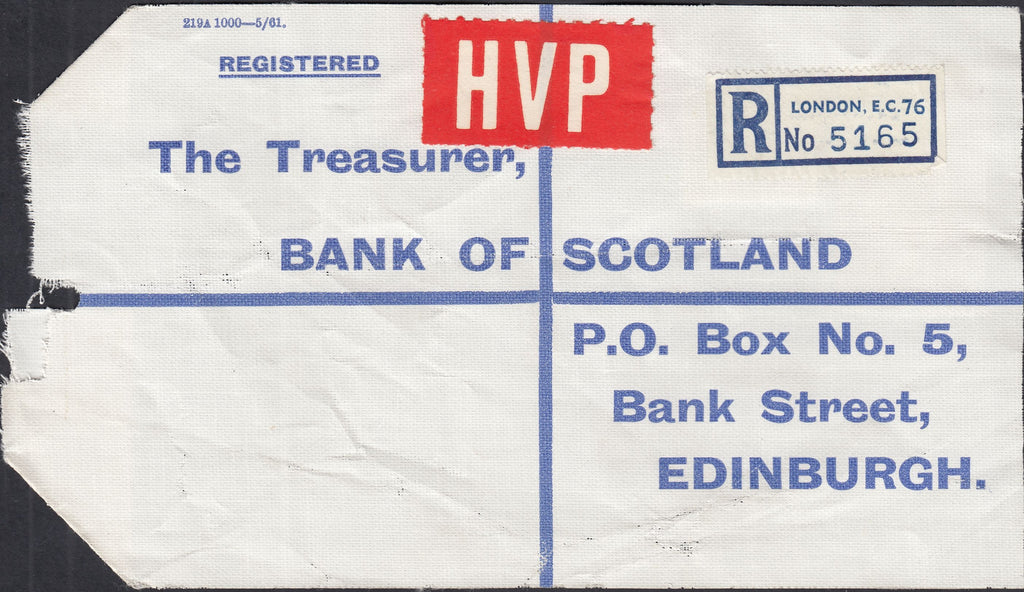 219A 1000—5/61.
REGISTERED
HVP
R
LONDON, E.C.76
No 5165
The Treasurer,
BANK OF SCOTLAND
P.O. Box No. 5,
Bank Street,
EDINBURGH.